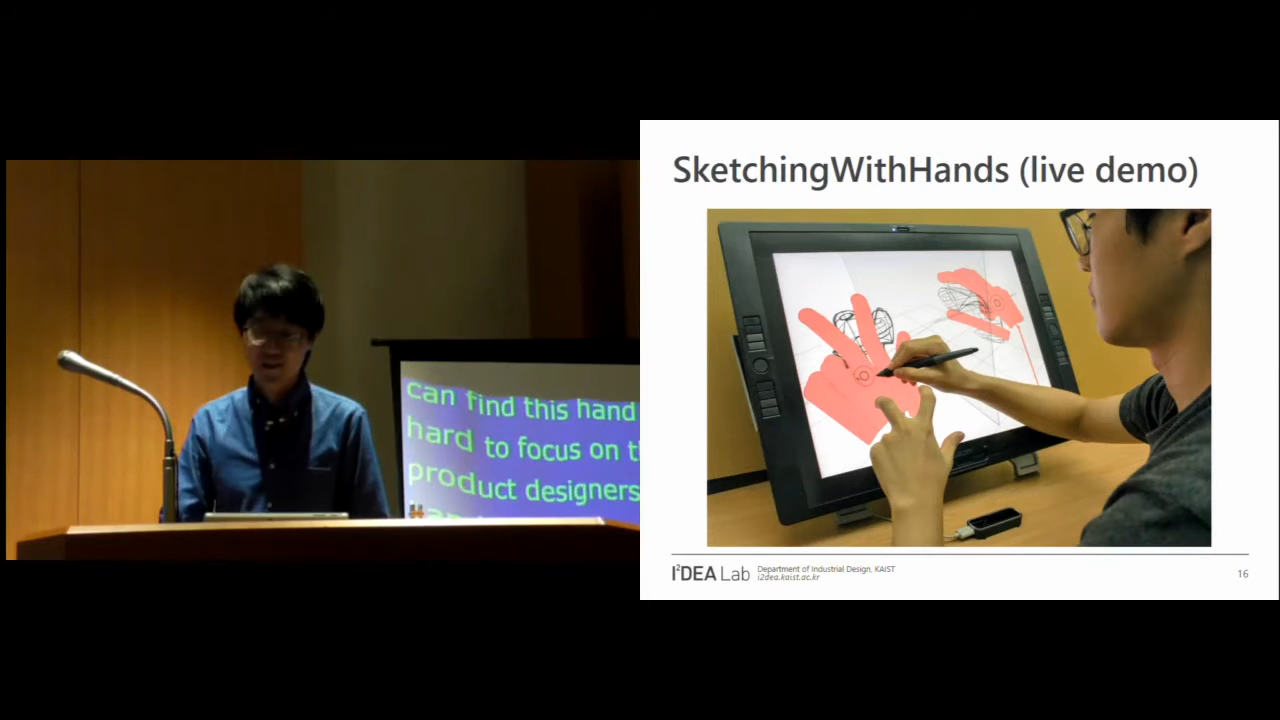 can find this hand
hard to focus on
product designers
SketchingWithHands (live demo)
I²DEA Lab
Department of Industrial Design, KAIST
i2dea.kaist.ac.kr
16